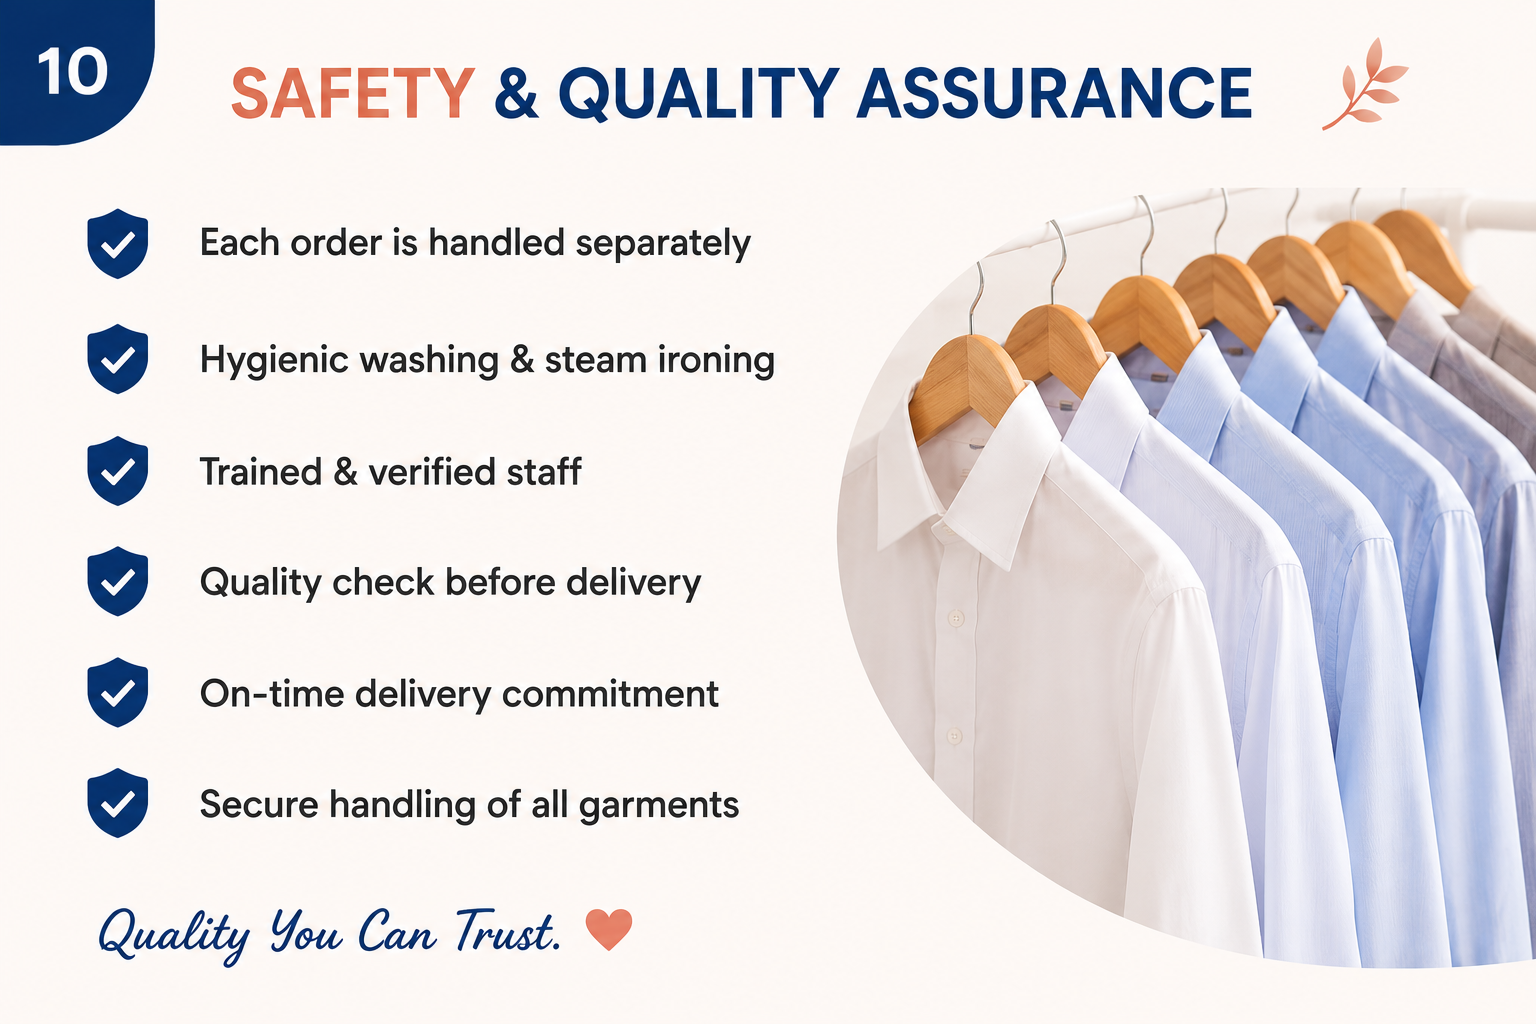 10
SAFETY & QUALITY ASSURANCE
Each order is handled separately
Hygienic washing & steam ironing
Trained & verified staff
Quality check before delivery
On-time delivery commitment
Secure handling of all garments
Quality You Can Trust.